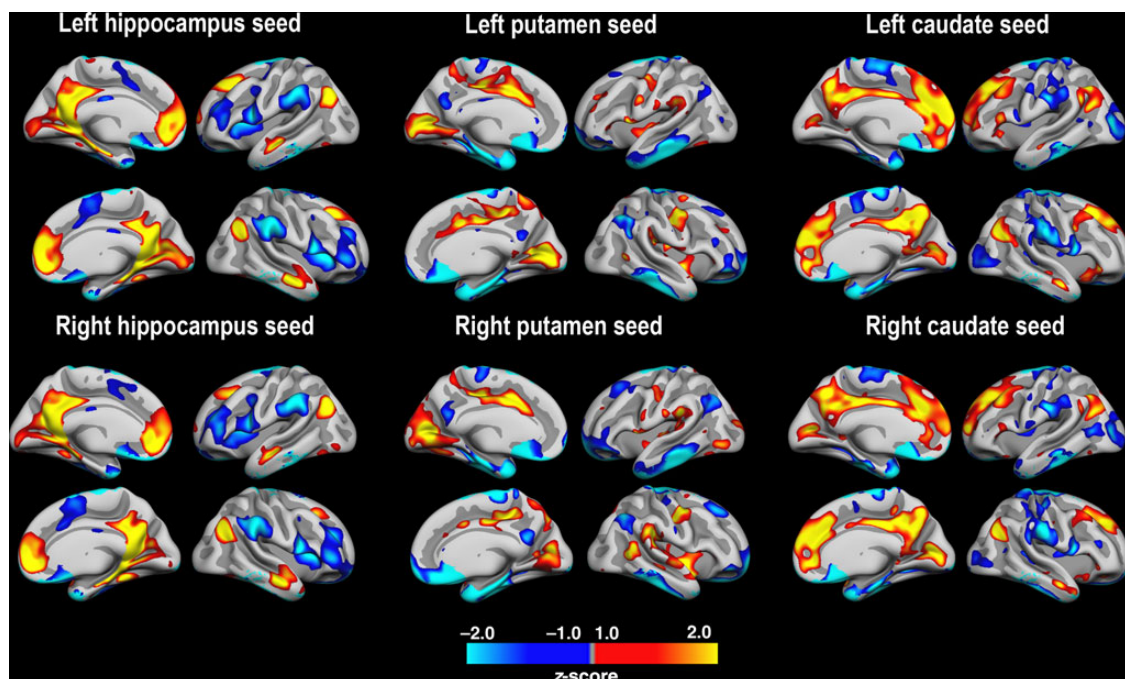 Left hippocampus seed
Left putamen seed
Left caudate seed
Right hippocampus seed
Right putamen seed
Right caudate seed
–2.0 –1.0 1.0 2.0
z-score